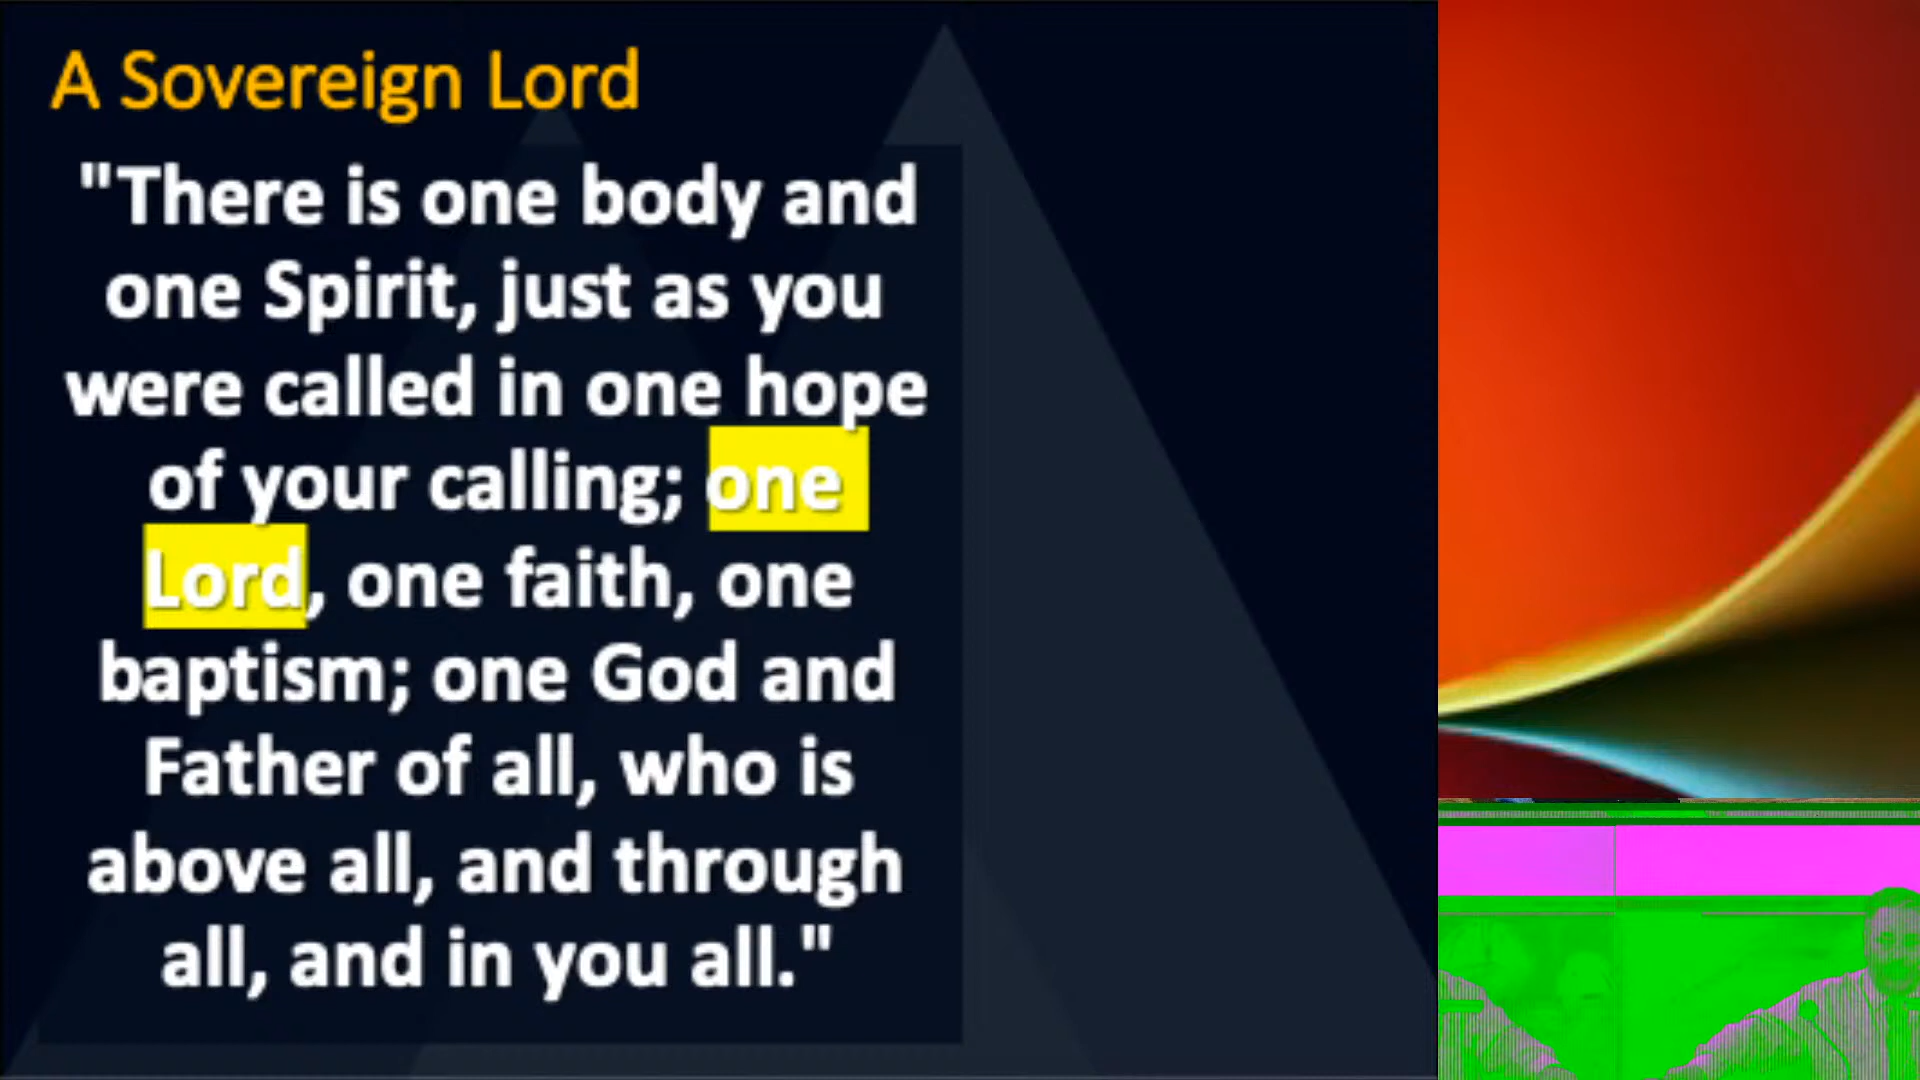 A Sovereign Lord
"There is one body and
one Spirit, just as you
were called in one hope
of your calling; one
Lord, one faith, one
baptism; one God and
Father of all, who is
above all, and through
all, and in you all."